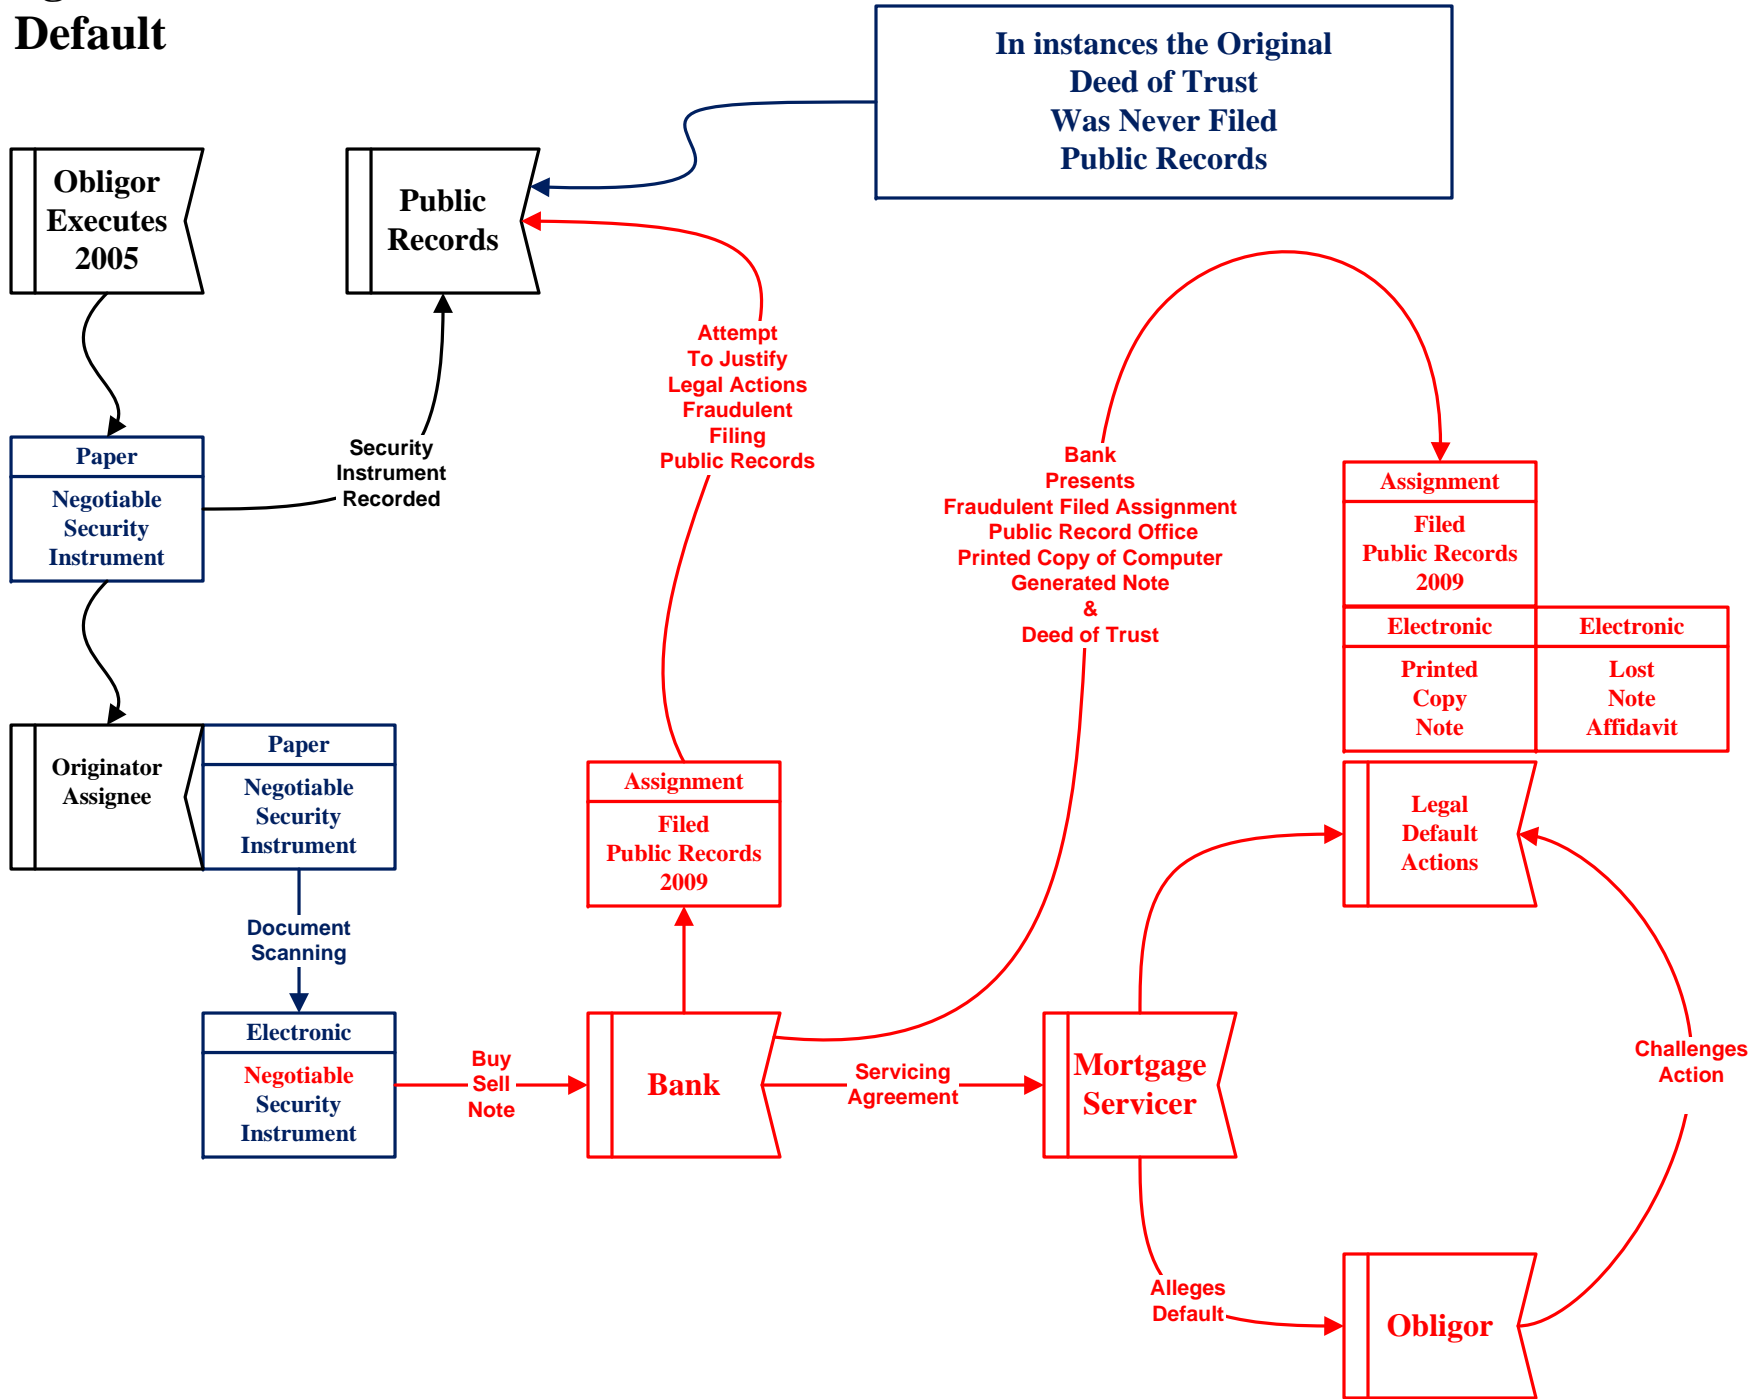 Default
In instances the Original
Deed of Trust
Was Never Filed
Public Records
Obligor
Executes
2005
Public
Records
Attempt
To Justify
Legal Actions
Fraudulent
Filing
Public Records
Security
Instrument
Recorded
Paper
Negotiable
Security
Instrument
Bank
Presents
Fraudulent Filed Assignment
Public Record Office
Printed Copy of Computer
Generated Note
&
Deed of Trust
Assignment
Filed
Public Records
2009
Electronic
Printed
Copy
Note
Electronic
Lost
Note
Affidavit
Originator
Assignee
Paper
Negotiable
Security
Instrument
Assignment
Filed
Public Records
2009
Legal
Default
Actions
Document
Scanning
Electronic
Negotiable
Security
Instrument
Buy
Sell
Note
Bank
Servicing
Agreement
Mortgage
Servicer
Challenges
Action
Alleges
Default
Obligor